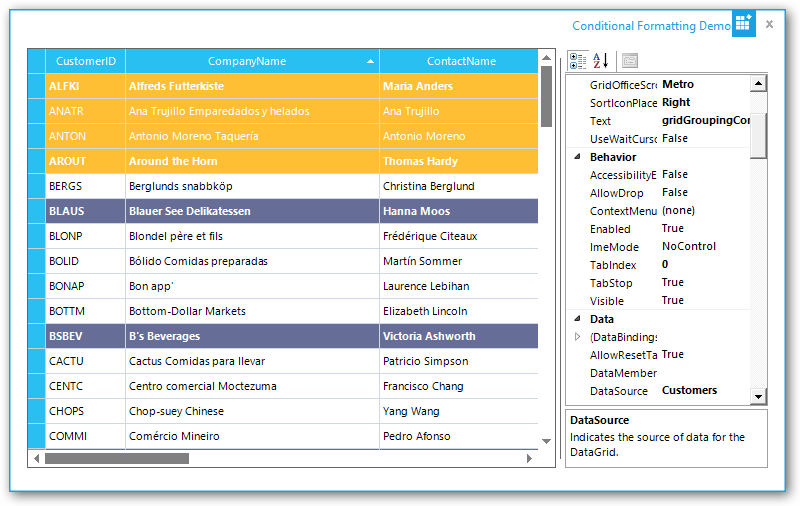 Conditional Formatting Demo
CustomerID CompanyName ContactName
ALFKI Alfreds Futterkiste Maria Anders
ANATR Ana Trujillo Emparedados y helados Ana Trujillo
ANTON Antonio Moreno Taquería Antonio Moreno
AROUT Around the Horn Thomas Hardy
BERGS Berglunds snabbköp Christina Berglund
BLAUS Blauer See Delikatessen Hanna Moos
BLONP Blondel père et fils Frédérique Citeaux
BOLID Bólido Comidas preparadas Martín Sommer
BONAP Bon app' Laurence Lebihan
BOTTM Bottom-Dollar Markets Elizabeth Lincoln
BSBEV B's Beverages Victoria Ashworth
CACTU Cactus Comidas para llevar Patricio Simpson
CENTC Centro comercial Moctezuma Francisco Chang
CHOPS Chop-suey Chinese Yang Wang
COMMI Comércio Mineiro Pedro Afonso
GridOfficeScr Metro
SortIconPlace Right
Text gridGroupingCon
UseWaitCurso False
Behavior
AccessibilityE False
AllowDrop False
ContextMenu (none)
Enabled True
ImeMode NoControl
TabIndex 0
TabStop True
Visible True
Data
(DataBindings
AllowResetTa True
DataMember
DataSource Customers
DataSource
Indicates the source of data for the
DataGrid.